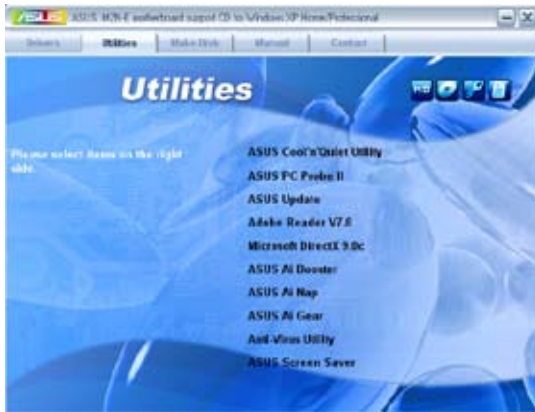 ASUS M2N-E motherboard support CD to Windows XP Home/Professional
Drivers Utilities Make Disk Manual Contact
Utilities
Please select items on the right side.
ASUS Cool'n'Quiet Utility
ASUS PC Probe II
ASUS Update
Adobe Reader V7.0
Microsoft DirectX 9.0c
ASUS Ai Booster
ASUS Ai Nap
ASUS Ai Gear
Anti-Virus Utility
ASUS Screen Saver